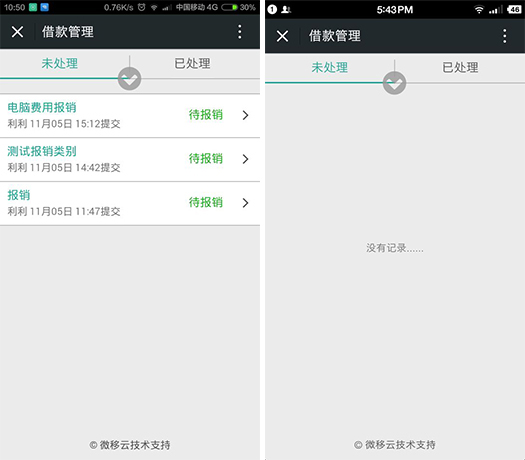 10:50 0.76K/s 中国移动 4G 30%
借款管理
未处理 已处理
电脑费用报销
利利 11月05日 15:12提交
待报销
测试报销类别
利利 11月05日 14:42提交
待报销
报销
利利 11月05日 11:47提交
待报销
© 微移云技术支持
1 5:43PM 46
借款管理
未处理 已处理
没有记录......
© 微移云技术支持